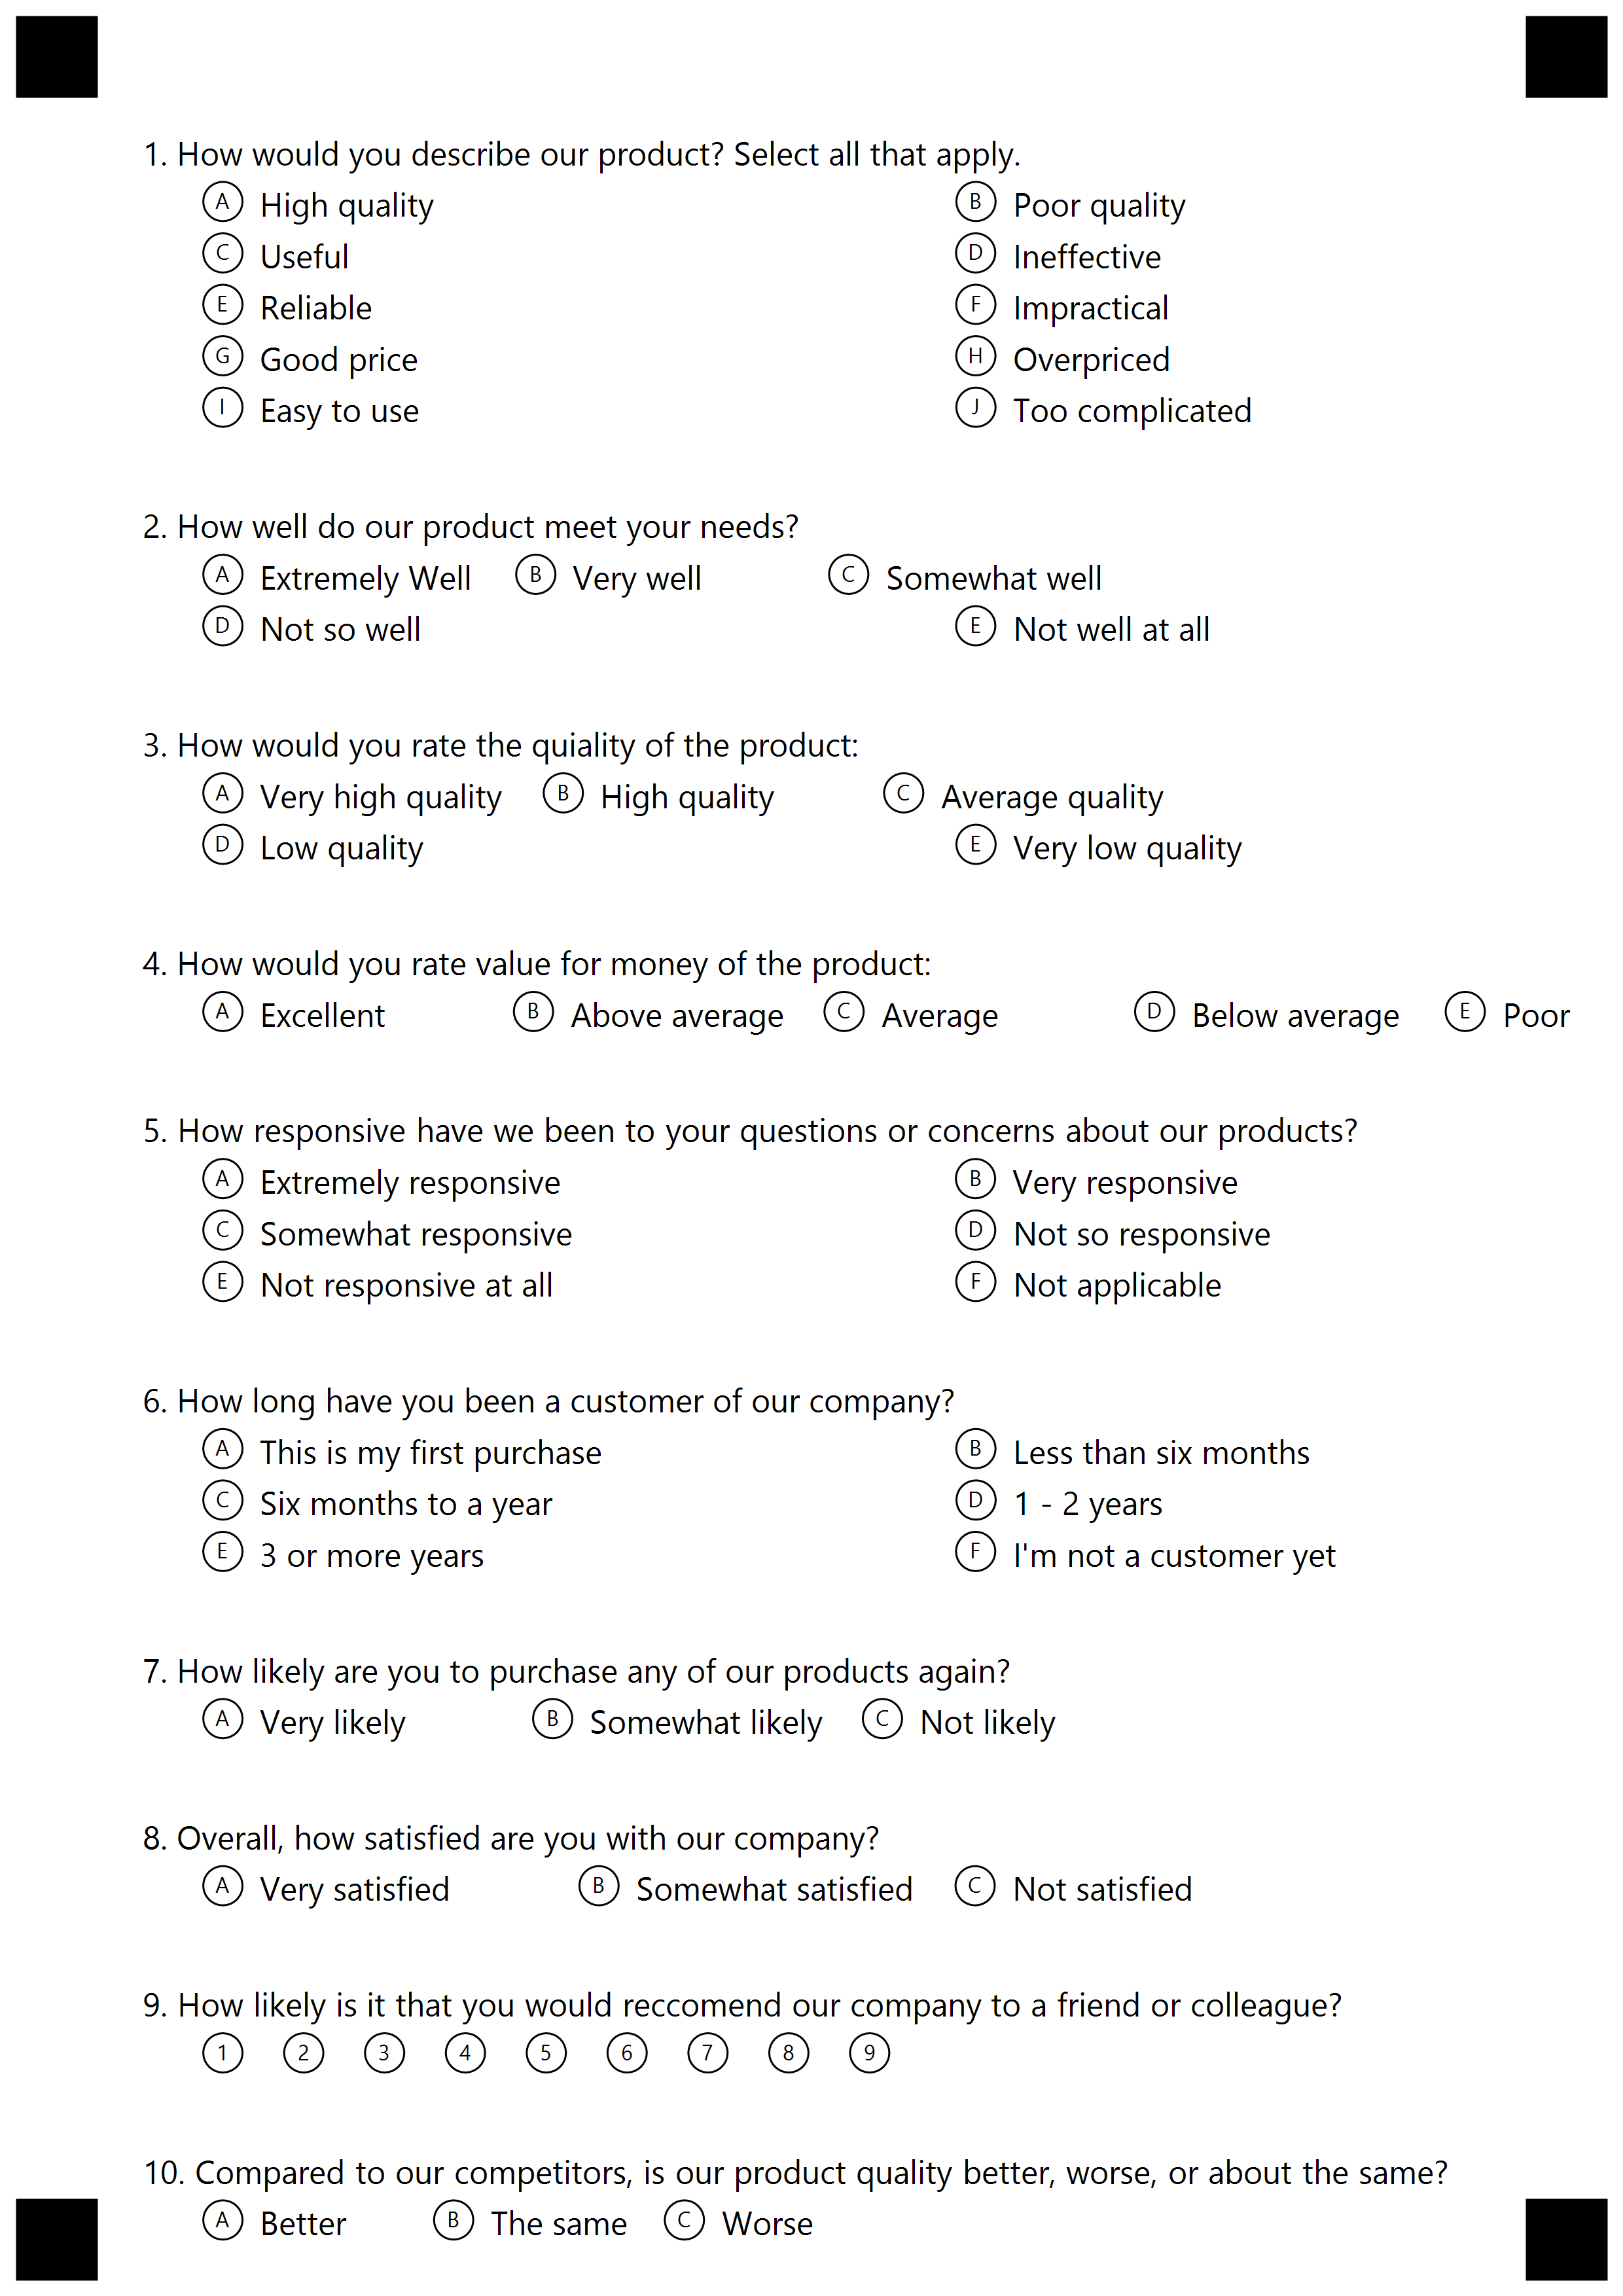 1. How would you describe our product? Select all that apply.
A High quality B Poor quality
C Useful D Ineffective
E Reliable F Impractical
G Good price H Overpriced
I Easy to use J Too complicated
2. How well do our product meet your needs?
A Extremely Well B Very well C Somewhat well
D Not so well E Not well at all
3. How would you rate the quiality of the product:
A Very high quality B High quality C Average quality
D Low quality E Very low quality
4. How would you rate value for money of the product:
A Excellent B Above average C Average D Below average E Poor
5. How responsive have we been to your questions or concerns about our products?
A Extremely responsive B Very responsive
C Somewhat responsive D Not so responsive
E Not responsive at all F Not applicable
6. How long have you been a customer of our company?
A This is my first purchase B Less than six months
C Six months to a year D 1 - 2 years
E 3 or more years F I'm not a customer yet
7. How likely are you to purchase any of our products again?
A Very likely B Somewhat likely C Not likely
8. Overall, how satisfied are you with our company?
A Very satisfied B Somewhat satisfied C Not satisfied
9. How likely is it that you would reccomend our company to a friend or colleague?
1 2 3 4 5 6 7 8 9
10. Compared to our competitors, is our product quality better, worse, or about the same?
A Better B The same C Worse